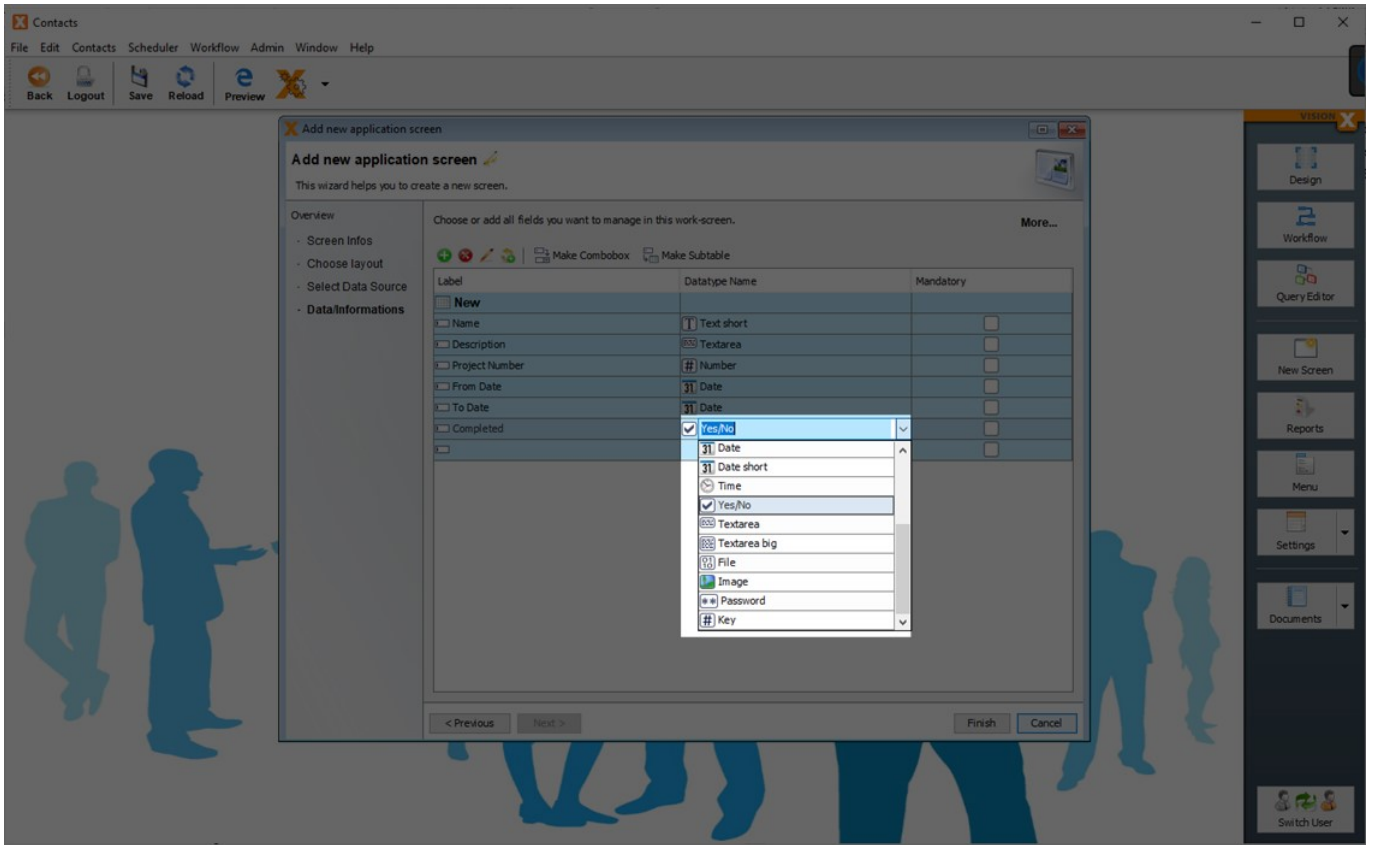 Contacts
File Edit Contacts Scheduler Workflow Admin Window Help
Back Logout Save Reload Preview
VISION X
Add new application screen
Add new application screen
This wizard helps you to create a new screen.
Overview
· Screen Infos
· Choose layout
· Select Data Source
· Data/Informations
Choose or add all fields you want to manage in this work-screen.
More...
Make Combobox Make Subtable
Label Datatype Name Mandatory
New
Name Text short
Description Textarea
Project Number # Number
From Date 31 Date
To Date 31 Date
Completed Yes/No
31 Date
31 Date short
Time
Yes/No
Textarea
Textarea big
File
Image
** Password
# Key
< Previous Next > Finish Cancel
Design
Workflow
Query Editor
New Screen
Reports
Menu
Settings
Documents
Switch User